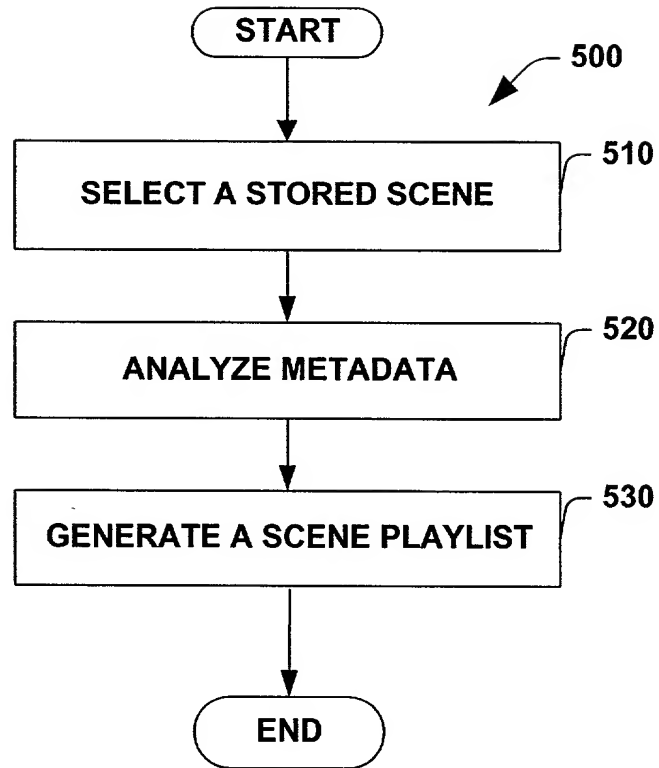 START
500
510
SELECT A STORED SCENE
520
ANALYZE METADATA
530
GENERATE A SCENE PLAYLIST
END